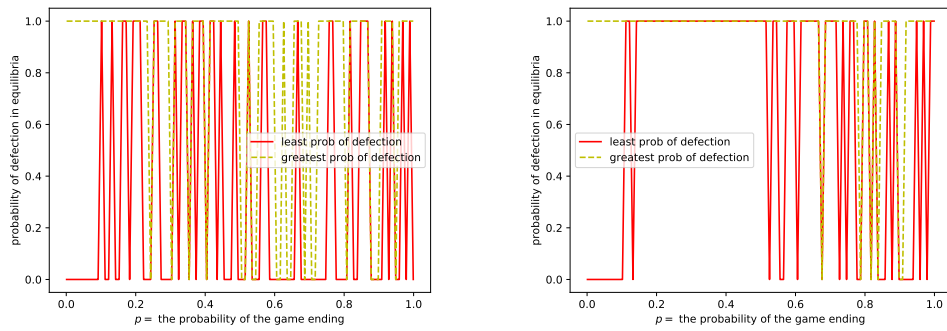 probability of defection in equilibria
1.0
0.8
0.6
0.4
0.2
0.0
least prob of defection
greatest prob of defection
0.0 0.2 0.4 0.6 0.8 1.0
p = the probability of the game ending
probability of defection in equilibria
1.0
0.8
0.6
0.4
0.2
0.0
least prob of defection
greatest prob of defection
0.0 0.2 0.4 0.6 0.8 1.0
p = the probability of the game ending